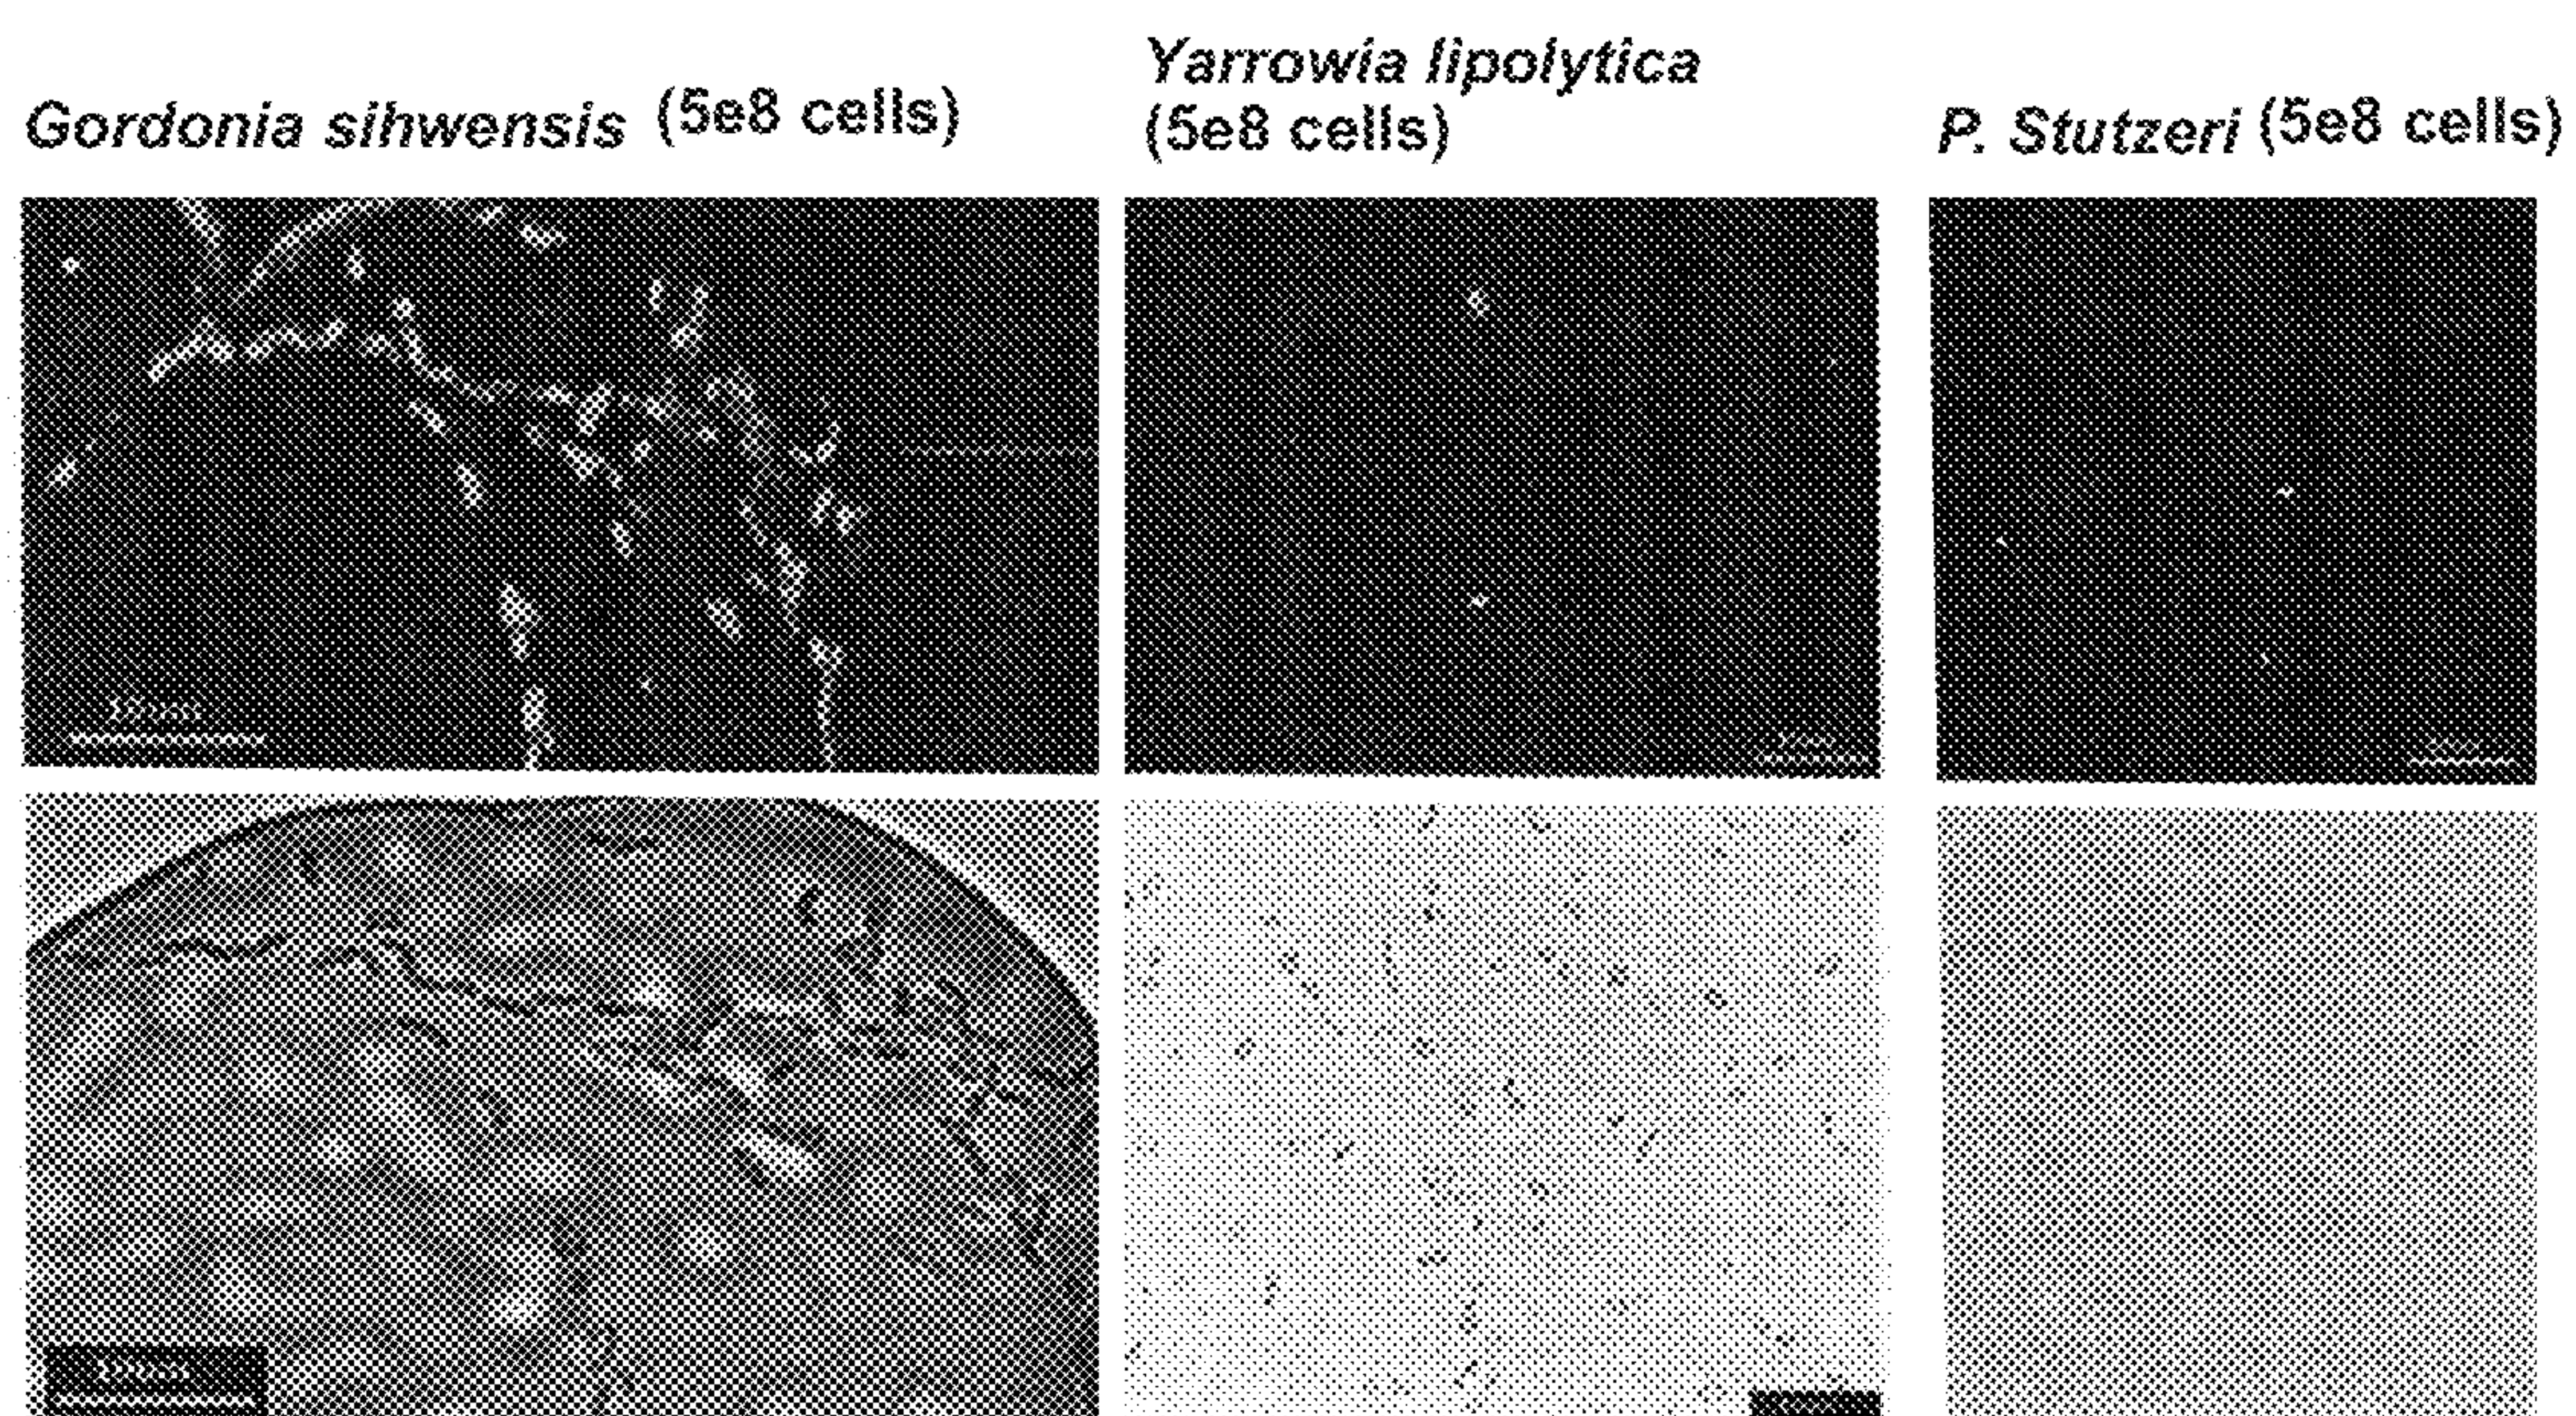 Gordonia sihwensis (5e8 cells)
Yarrowia lipolytica
(5e8 cells)
P. Stutzeri (5e8 cells)